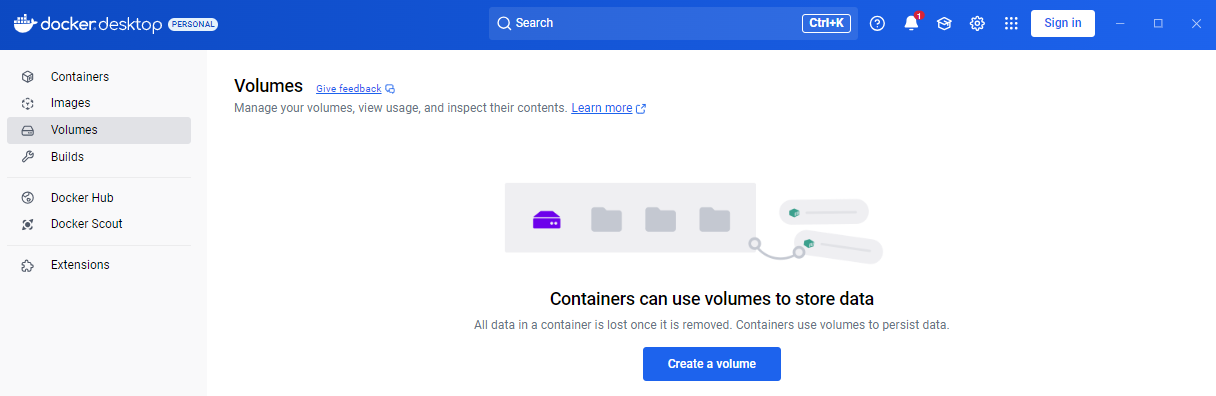 docker.desktop PERSONAL
Search
Ctrl+K
1
Sign in
Containers
Images
Volumes
Builds
Docker Hub
Docker Scout
Extensions
Volumes Give feedback
Manage your volumes, view usage, and inspect their contents. Learn more
Containers can use volumes to store data
All data in a container is lost once it is removed. Containers use volumes to persist data.
Create a volume